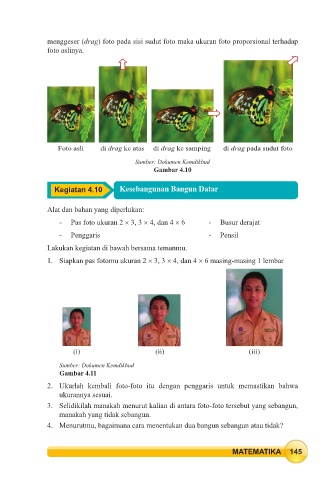 menggeser (drag) foto pada sisi sudut foto maka ukuran foto proporsional terhadap
foto aslinya.
Foto asli di drag ke atas di drag ke samping di drag pada sudut foto
Sumber: Dokumen Kemdikbud
Gambar 4.10
Kegiatan 4.10 Kesebangunan Bangun Datar
Alat dan bahan yang diperlukan:
- Pas foto ukuran 2 × 3, 3 × 4, dan 4 × 6 - Busur derajat
- Penggaris - Pensil
Lakukan kegiatan di bawah bersama temanmu.
1. Siapkan pas fotomu ukuran 2 × 3, 3 × 4, dan 4 × 6 masing-masing 1 lembar
(i) (ii) (iii)
Sumber: Dokumen Kemdikbud
Gambar 4.11
2. Ukurlah kembali foto-foto itu dengan penggaris untuk memastikan bahwa
ukurannya sesuai.
3. Selidikilah manakah menurut kalian di antara foto-foto tersebut yang sebangun,
manakah yang tidak sebangun.
4. Menurutmu, bagaimana cara menentukan dua bangun sebangun atau tidak?
MATEMATIKA 145